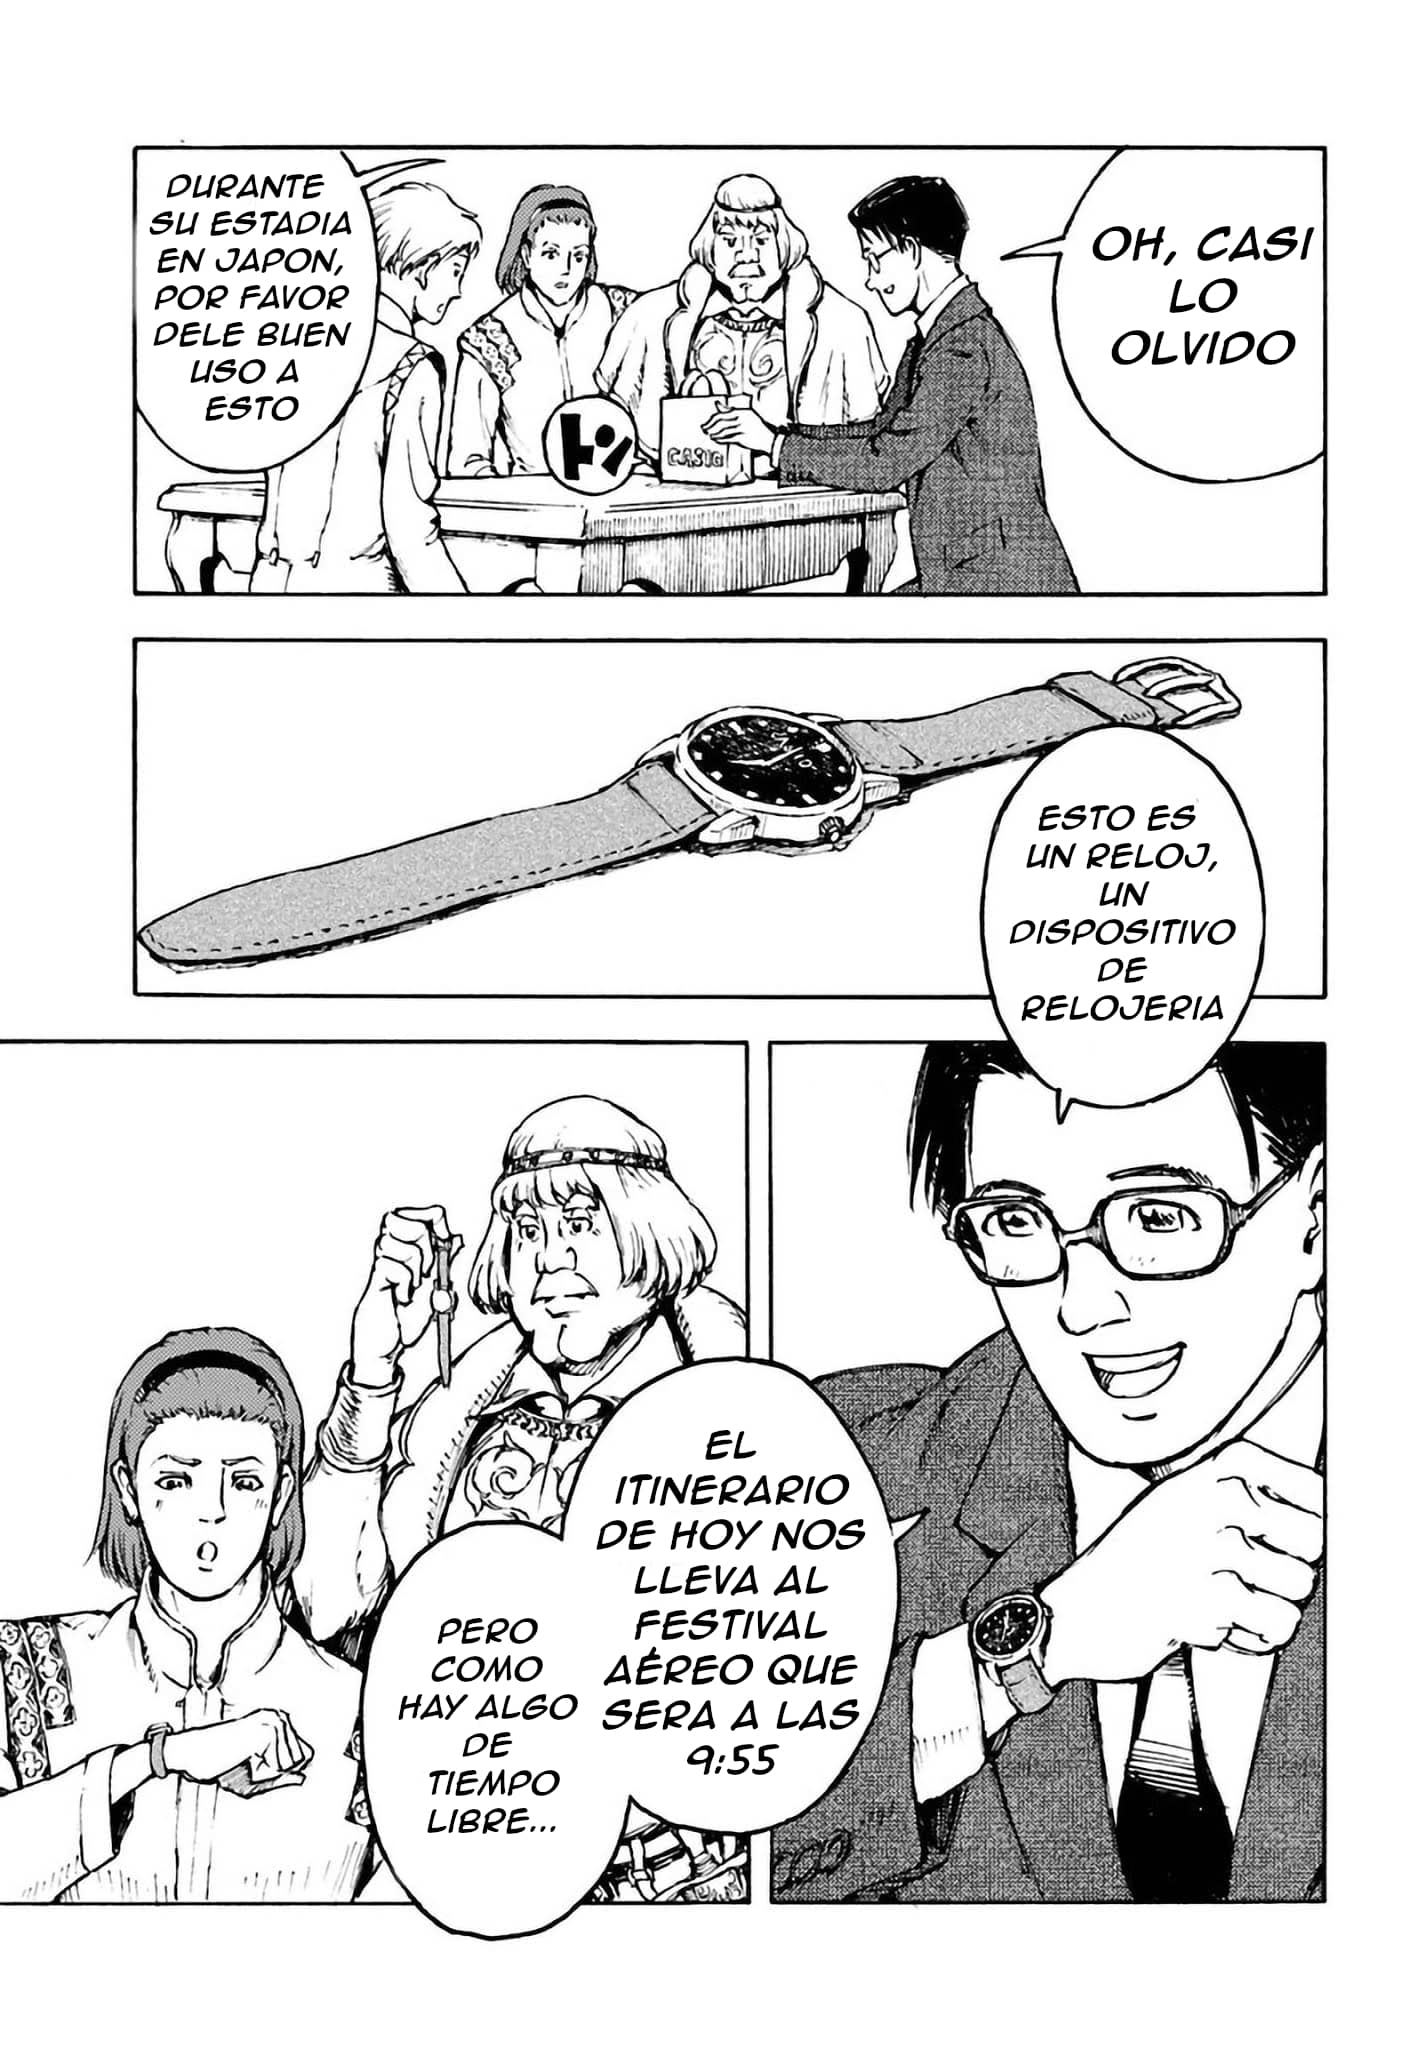 OH, CASI
LO
OLVIDO
DURANTE
SU ESTADIA
EN JAPON,
POR FAVOR
DELE BUEN
USO A
ESTO
CASIO
トン
ESTO ES
UN RELOJ,
UN
DISPOSITIVO
DE
RELOJERIA
EL
ITINERARIO
DE HOY NOS
LLEVA AL
FESTIVAL
AÉREO QUE
SERA A LAS
9:55
PERO
COMO
HAY ALGO
DE
TIEMPO
LIBRE...